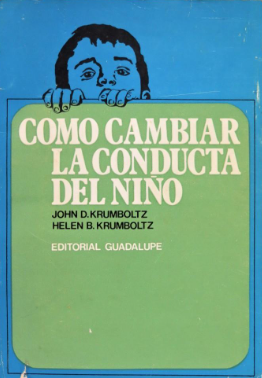 COMO CAMBIAR
LA CONDUCTA
DEL NIÑO
JOHN D. KRUMBOLTZ
HELEN B. KRUMBOLTZ
EDITORIAL GUADALUPE